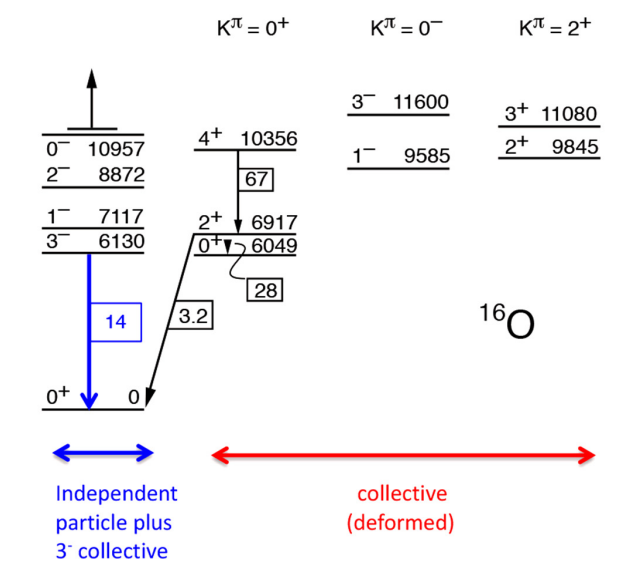 Kπ = 0+ Kπ = 0− Kπ = 2+
3− 11600
3+ 11080
0− 10957
4+ 10356
2+ 9845
1− 9585
2− 8872
67
1− 7117
2+ 6917
3− 6130
0+ 6049
28
14
3.2
16O
0+ 0
Independent
particle plus
3- collective
collective
(deformed)